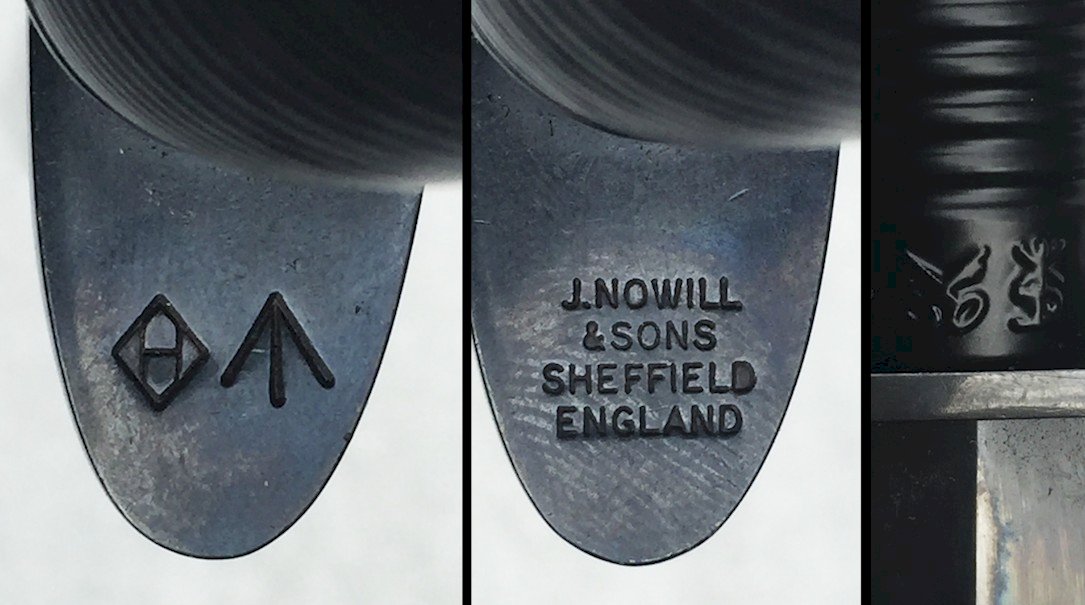 H
J.NOWILL
& SONS
SHEFFIELD
ENGLAND